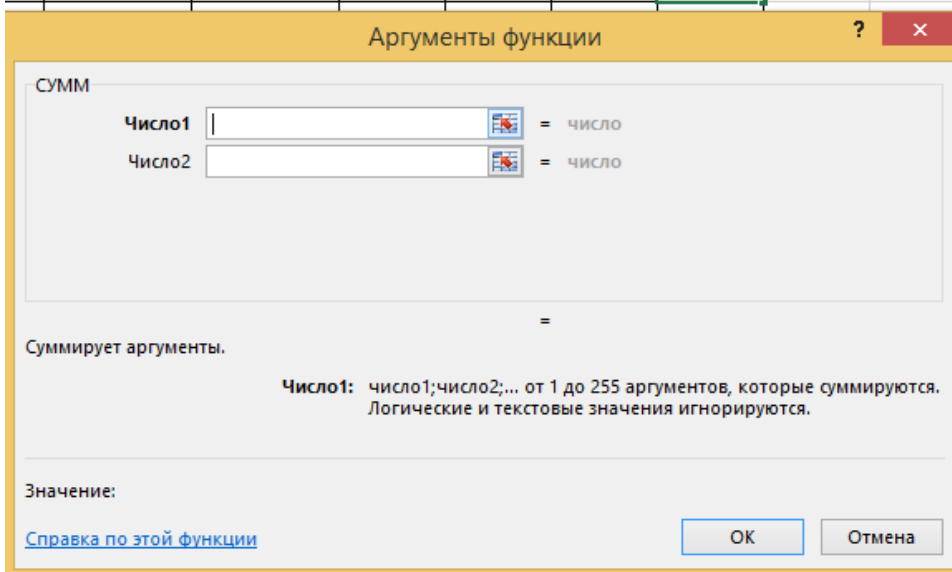 Аргументы функции ? ×
СУММ
Число1 = число
Число2 = число
=
Суммирует аргументы.
Число1: число1;число2;... от 1 до 255 аргументов, которые суммируются.
Логические и текстовые значения игнорируются.
Значение:
Справка по этой функции ОК Отмена